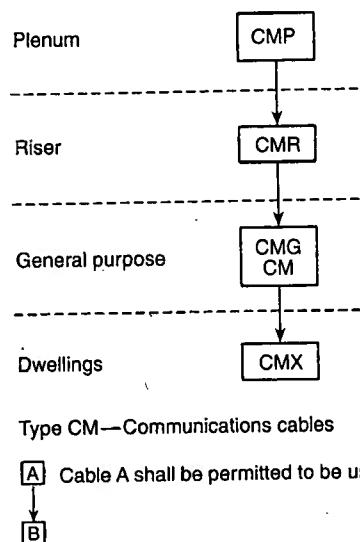 Plenum CMP
Riser CMR
General purpose CMG
CM
Dwellings CMX
Type CM—Communications cables
A Cable A shall be permitted to be
B